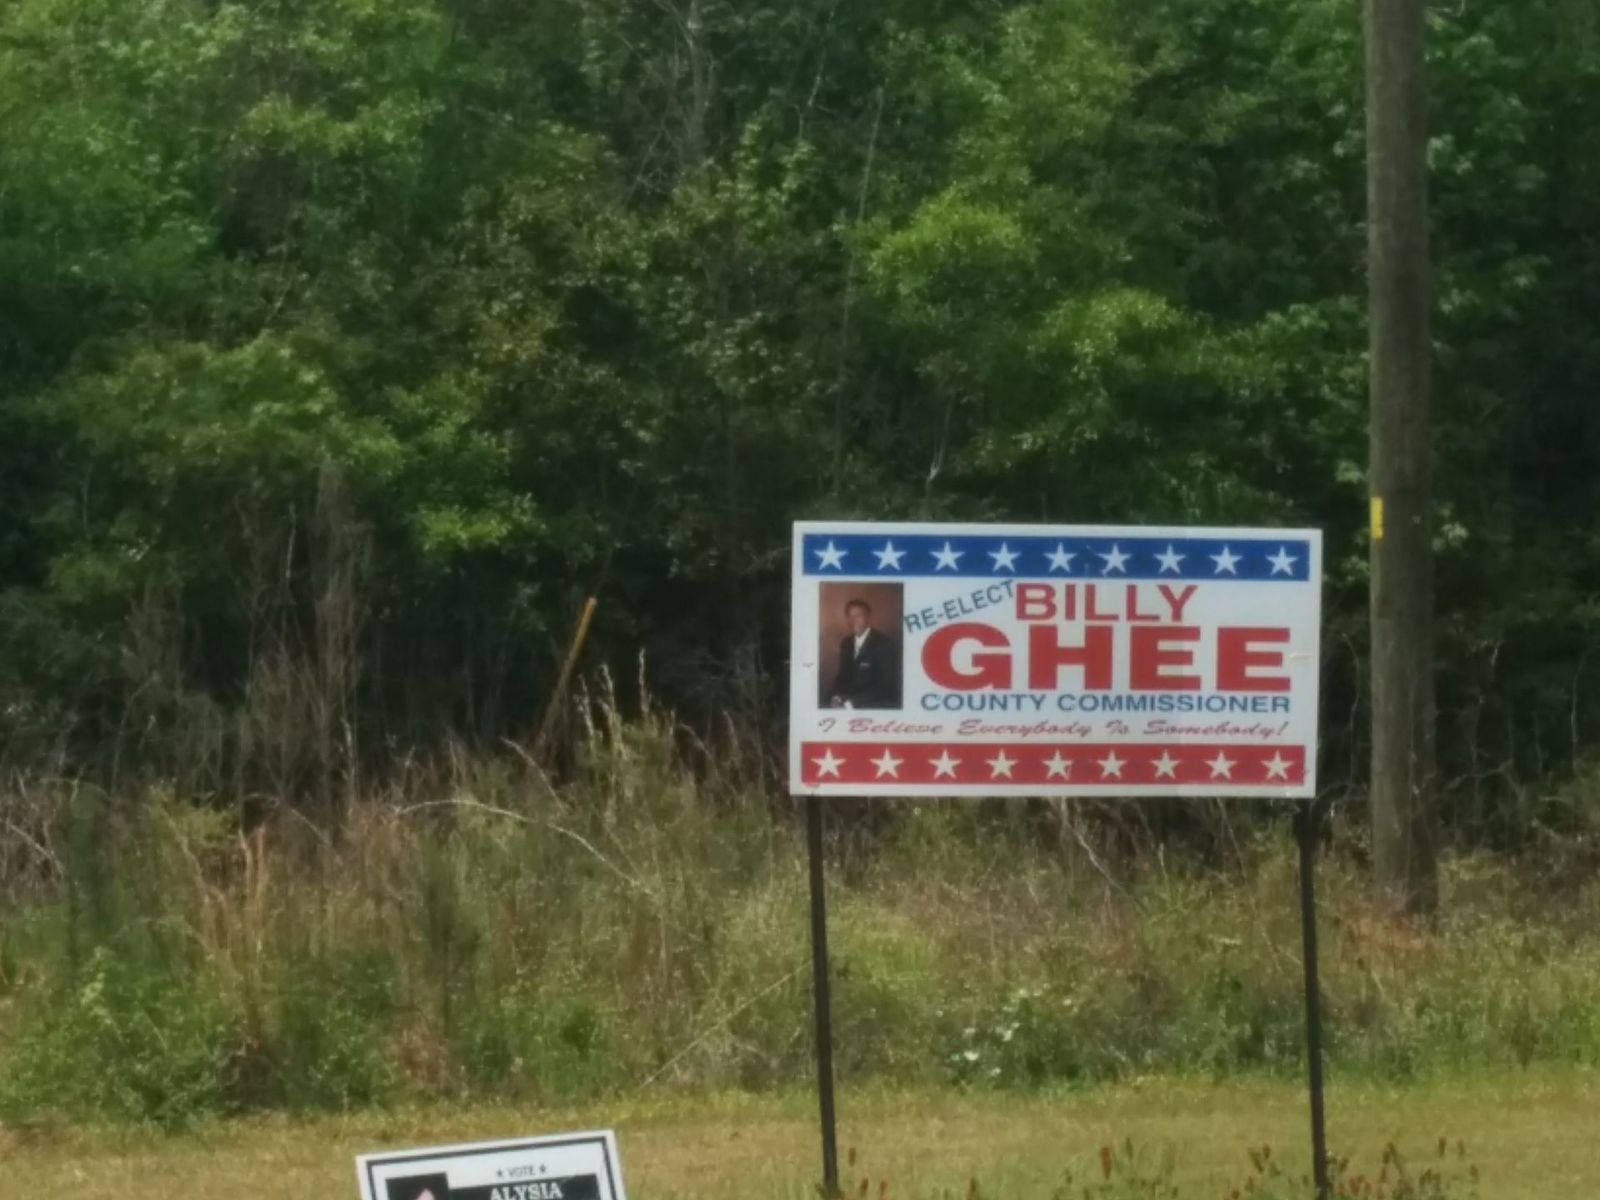 RE-ELECT BILLY
GHEE
COUNTY COMMISSIONER
I Believe Everybody Is Somebody!
VOTE
ALYSIA